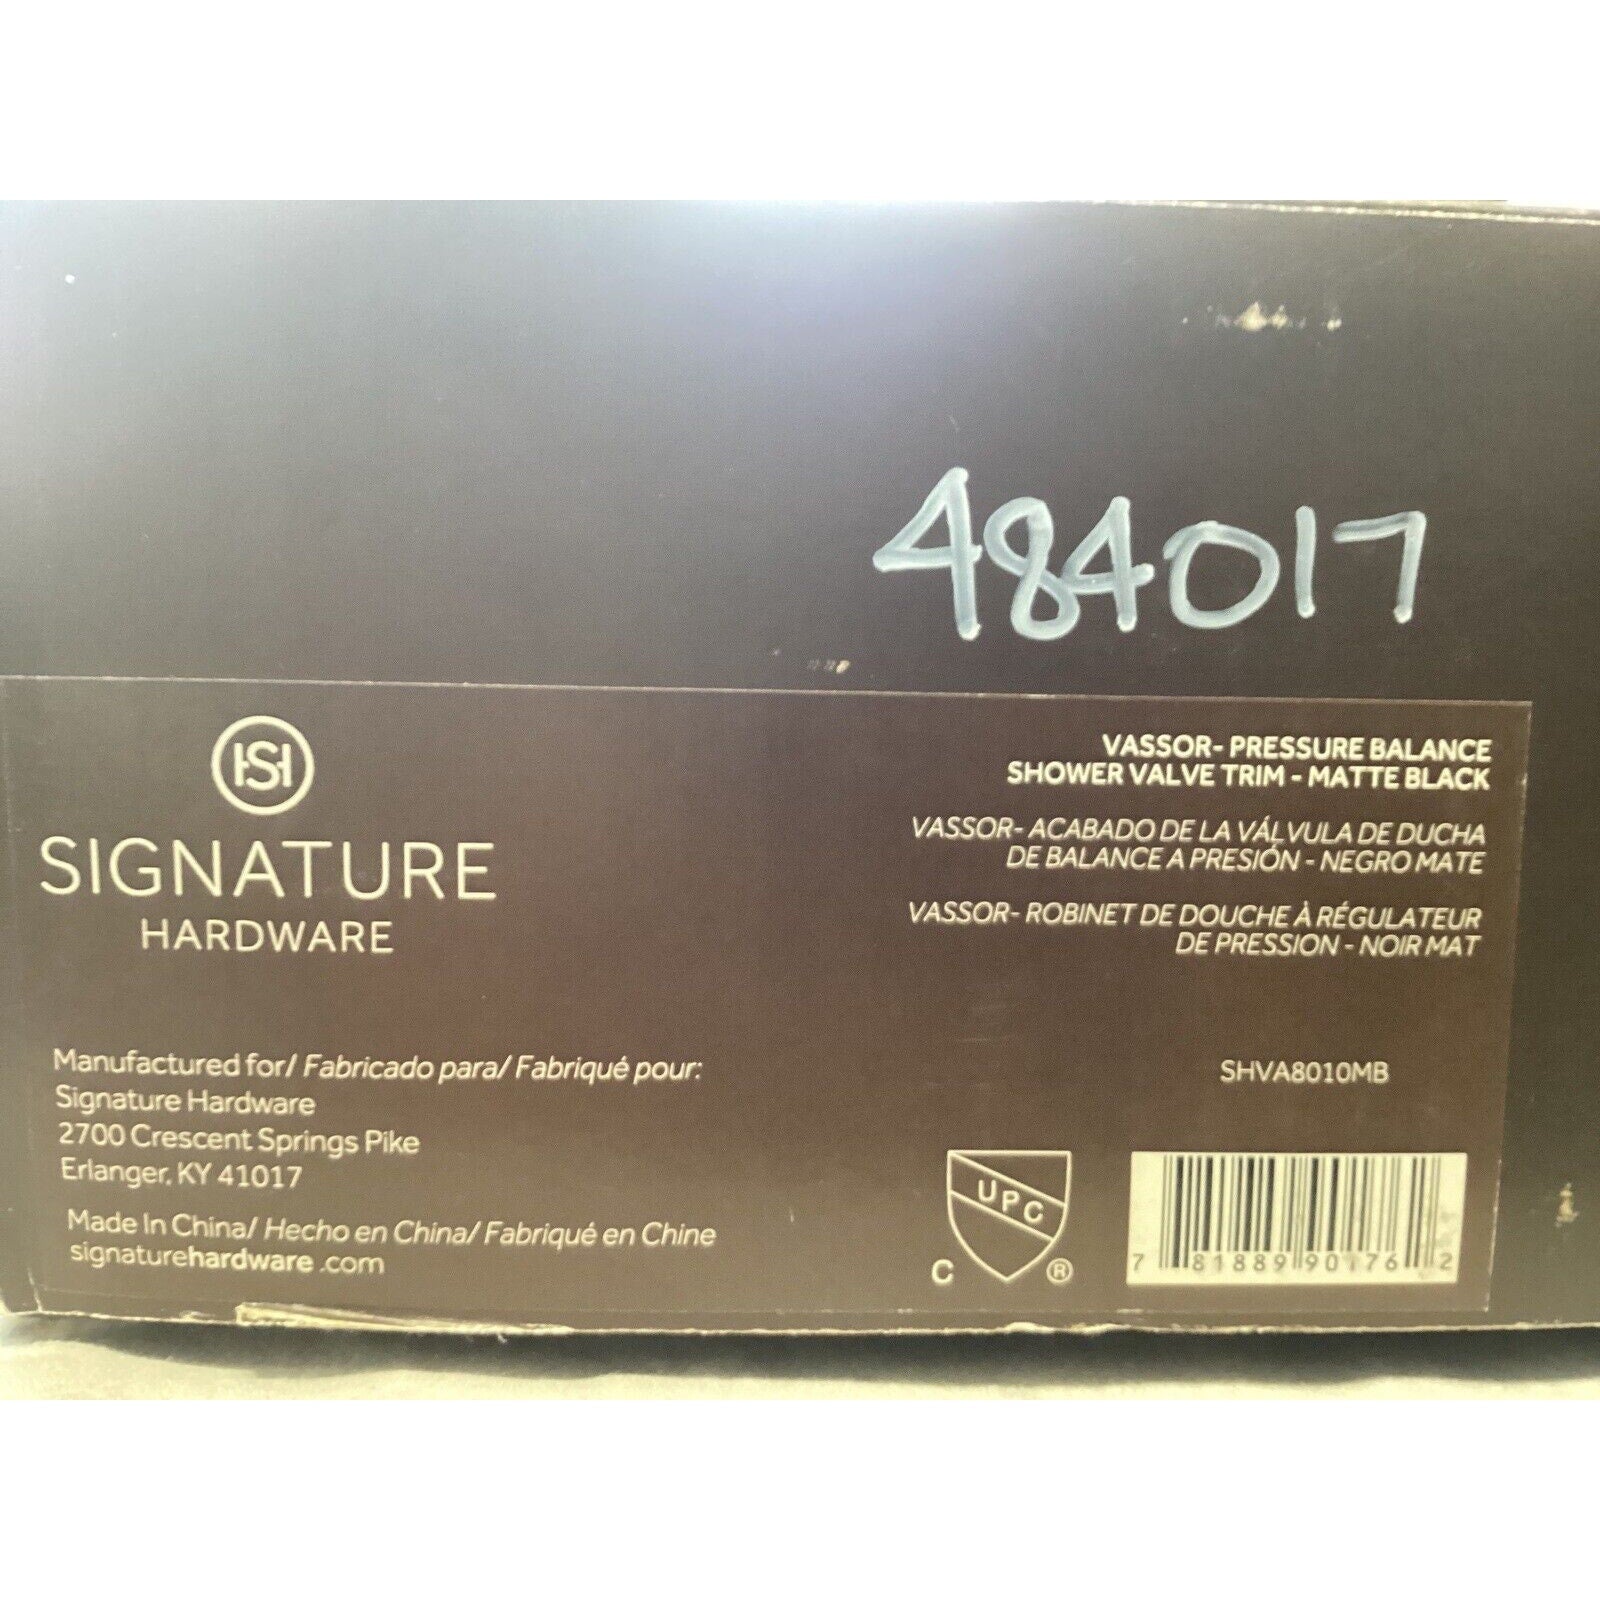 484017
HSH
SIGNATURE
HARDWARE
VASSOR- PRESSURE BALANCE
SHOWER VALVE TRIM - MATTE BLACK
VASSOR- ACABADO DE LA VÁLVULA DE DUCHA
DE BALANCE A PRESIÓN - NEGRO MATE
VASSOR- ROBINET DE DOUCHE À RÉGULATEUR
DE PRESSION - NOIR MAT
Manufactured for/ Fabricado para/ Fabriqué pour:
Signature Hardware
2700 Crescent Springs Pike
Erlanger, KY 41017
Made In China/ Hecho en China/ Fabriqué en Chine
signaturehardware .com
SHVA8010MB
UPC
C ®
7 81889 90176 2